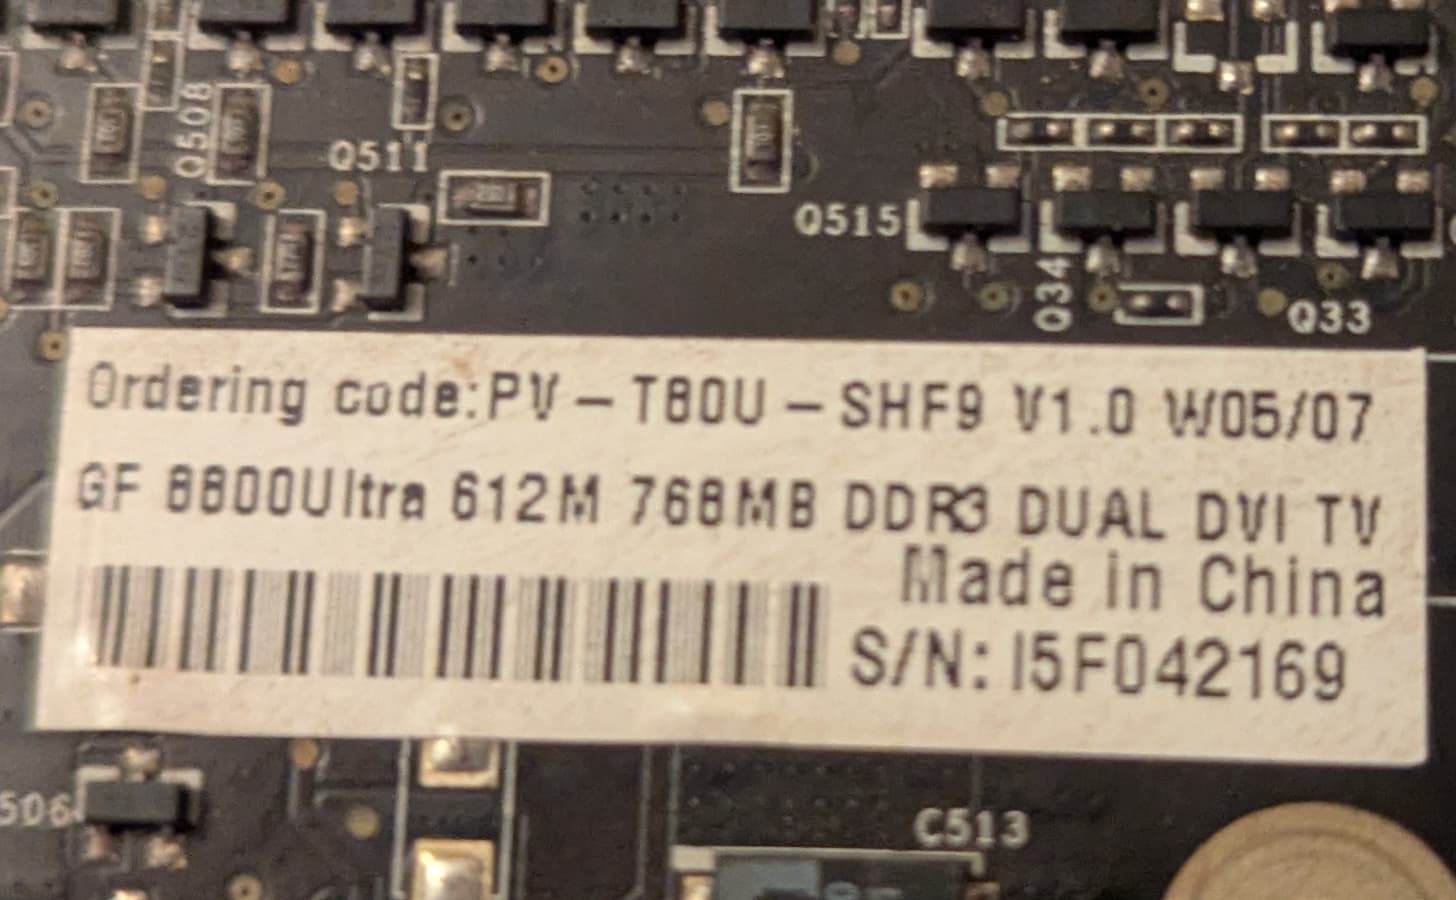 Q508
Q511
Q515
Q34
Q33
Ordering code:PV-T80U-SHF9 V1.0 W05/07
GF 8800Ultra 612M 768MB DDR3 DUAL DVI TV
Made in China
S/N: I5F042169
506
C513